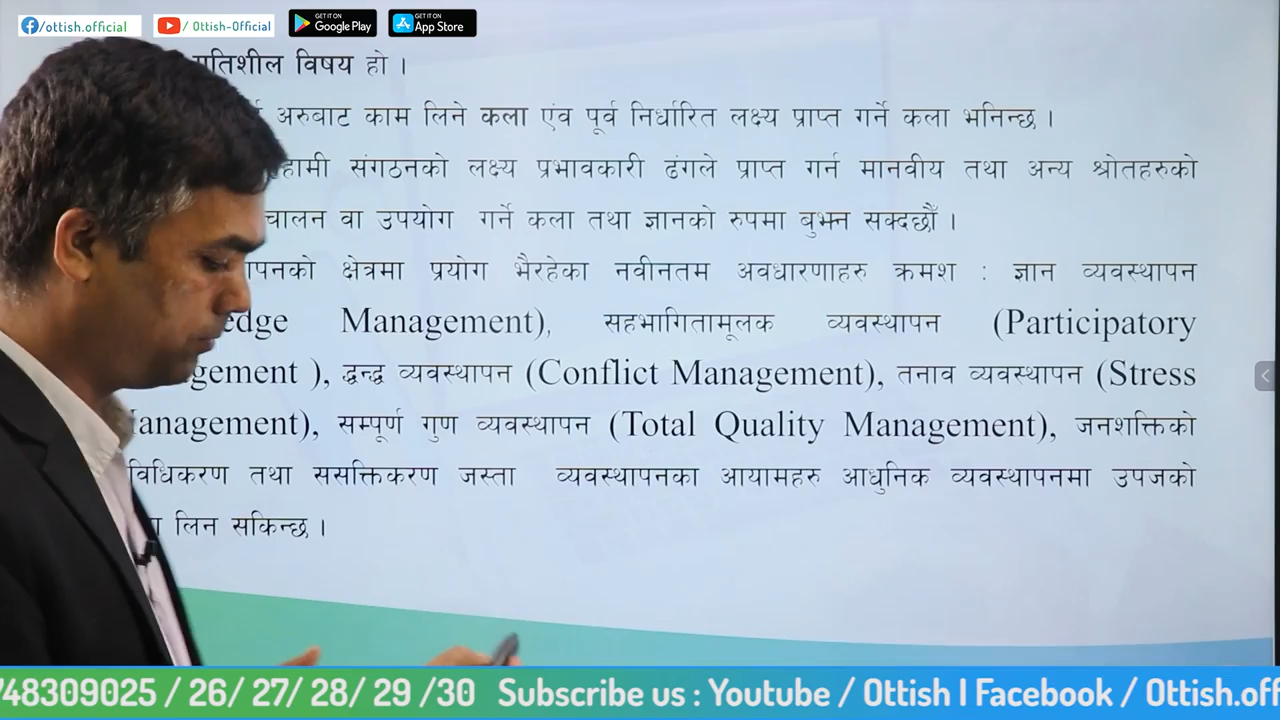 /ottish.official
/ Ottish-Official
GET IT ON
Google Play
GET IT ON
App Store
गतिशील विषय हो ।
अरुबाट काम लिने कला एंव पूर्व निर्धारित लक्ष्य प्राप्त गर्ने कला भनिन्छ ।
हामी संगठनको लक्ष्य प्रभावकारी ढंगले प्राप्त गर्न मानवीय तथा अन्य श्रोतहरुको
चालन वा उपयोग गर्ने कला तथा ज्ञानको रुपमा बुझ्न सक्दछौँ ।
ापनको क्षेत्रमा प्रयोग भैरहेका नवीनतम अवधारणाहरु क्रमश : ज्ञान व्यवस्थापन
edge Management), सहभागितामूलक व्यवस्थापन (Participatory
gement ), द्धन्द्ध व्यवस्थापन (Conflict Management), तनाव व्यवस्थापन (Stress
anagement), सम्पूर्ण गुण व्यवस्थापन (Total Quality Management), जनशक्तिको
विधिकरण तथा ससक्तिकरण जस्ता व्यवस्थापनका आयामहरु आधुनिक व्यवस्थापनमा उपजको
लिन सकिन्छ ।
748309025 / 26/ 27/ 28/ 29 /30 Subscribe us : Youtube / Ottish I Facebook / Ottish.off